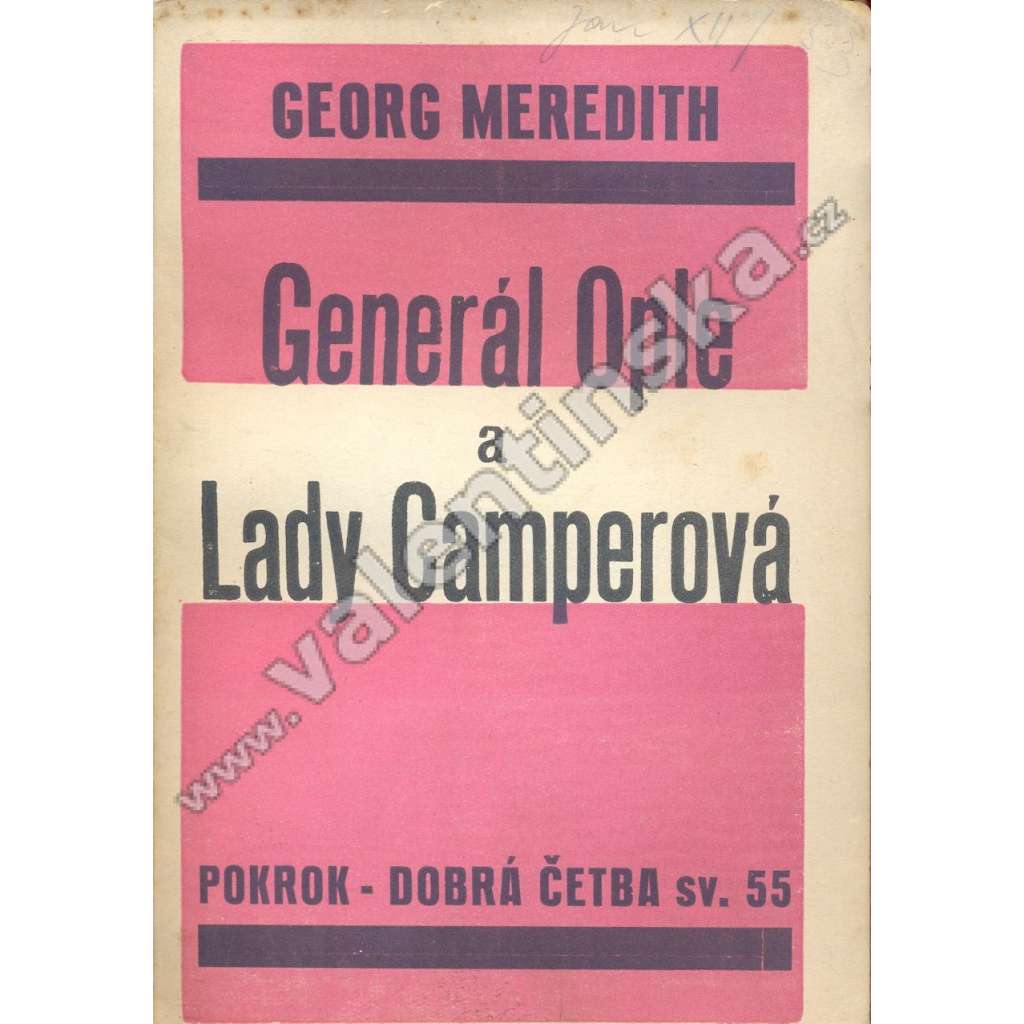 GEORG MEREDITH
Generál Ople
a
Lady Camperová
POKROK - DOBRÁ ČETBA sv. 55
www.valentinska.cz